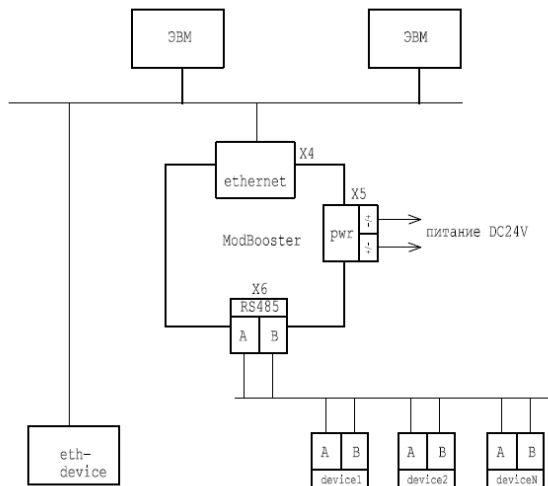 ЭВМ
ЭВМ
X4
ethernet
X5
-/+
pwr
+/-
питание DC24V
ModBooster
X6
RS485
A B
A B
A B
A B
eth-
device
device1
device2
deviceN